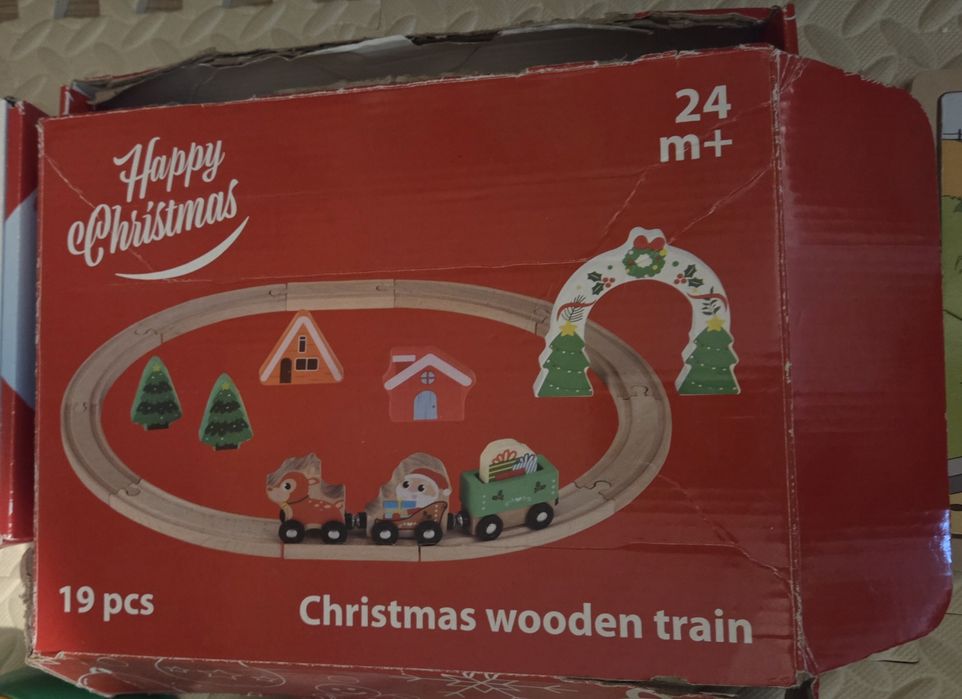 Happy
Christmas
24
m+
19 pcs
Christmas wooden train